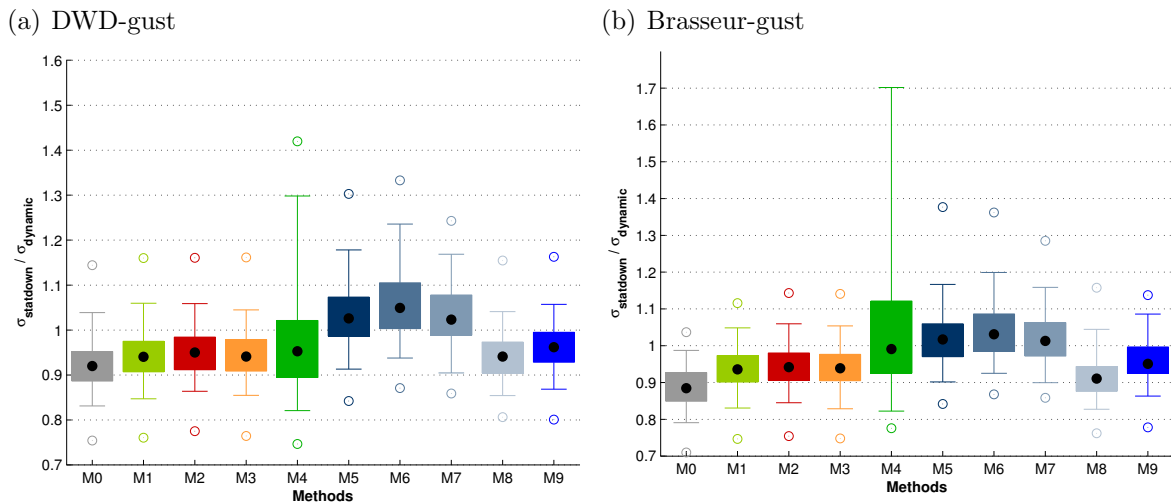 (a) DWD-gust
1.6
1.5
1.4
1.3
1.2
1.1
1
0.9
0.8
0.7
σstatdown / σdynamic
M0 M1 M2 M3 M4 M5 M6 M7 M8 M9
Methods
(b) Brasseur-gust
1.7
1.6
1.5
1.4
1.3
1.2
1.1
1
0.9
0.8
0.7
σstatdown / σdynamic
M0 M1 M2 M3 M4 M5 M6 M7 M8 M9
Methods